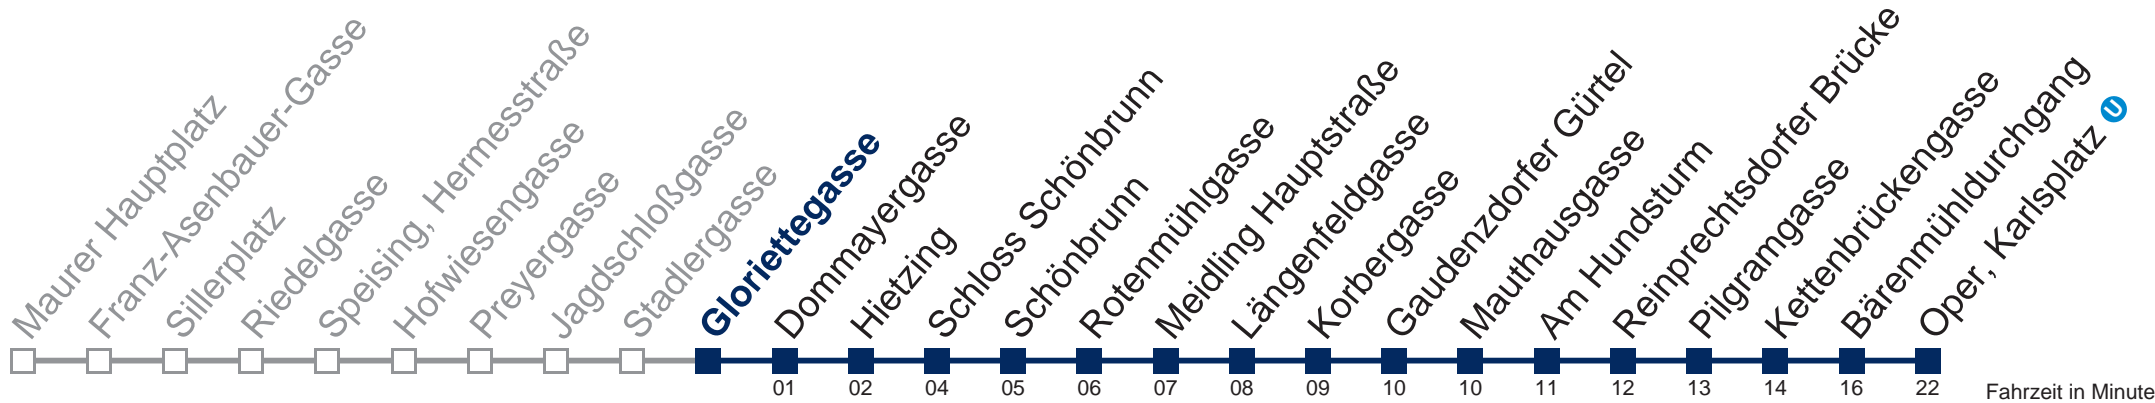 Maurer Hauptplatz
Franz-Asenbauer-Gasse
Sillerplatz
Riedelgasse
Speising, Hermesstraße
Hofwiesengasse
Preyergasse
Jagdschloßgasse
Stadlergasse
Gloriettegasse
Dommayergasse
Hietzing
Schloss Schönbrunn
Schönbrunn
Rotenmühlgasse
Meidling Hauptstraße
Längenfeldgasse
Korbergasse
Gaudenzdorfer Gürtel
Mauthausgasse
Am Hundsturm
Reinprechtsdorfer Brücke
Pilgramgasse
Kettenbrückengasse
Bärenmühldurchgang
Oper, Karlsplatz U
01 02 04 05 06 07 08 09 10 10 11 12 13 14 16 22 Fahrzeit in Minute